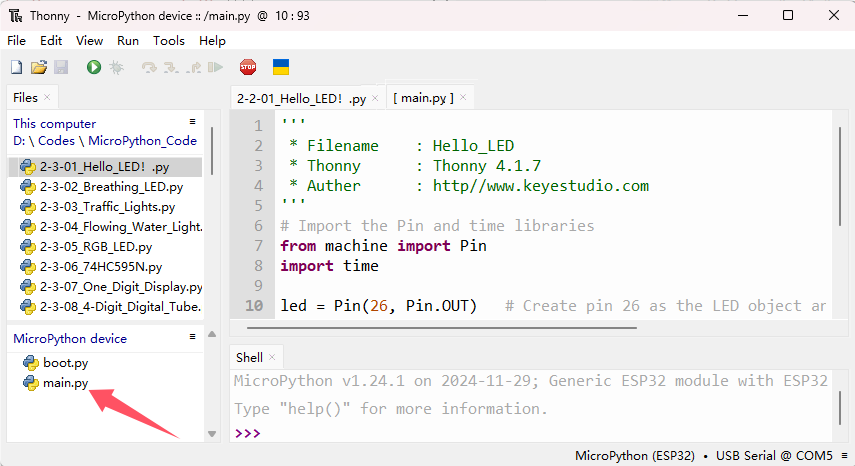 Thonny - MicroPython device :: /main.py @ 10 : 93
File Edit View Run Tools Help
STOP
Files ×
This computer
D: \ Codes \ MicroPython_Code
2-3-01_Hello_LED! .py
2-3-02_Breathing_LED.py
2-3-03_Traffic_Lights.py
2-3-04_Flowing_Water_Light.
2-3-05_RGB_LED.py
2-3-06_74HC595N.py
2-3-07_One_Digit_Display.py
2-3-08_4-Digit_Digital_Tube.
MicroPython device
boot.py
main.py
2-2-01_Hello_LED! .py × [ main.py ] ×
1 '''
2 * Filename : Hello_LED
3 * Thonny : Thonny 4.1.7
4 * Auther : http//www.keyestudio.com
5 '''
6 # Import the Pin and time libraries
7 from machine import Pin
8 import time
9
10 led = Pin(26, Pin.OUT) # Create pin 26 as the LED object an
Shell ×
MicroPython v1.24.1 on 2024-11-29; Generic ESP32 module with ESP32
Type "help()" for more information.
>>>
MicroPython (ESP32) • USB Serial @ COM5 ≡